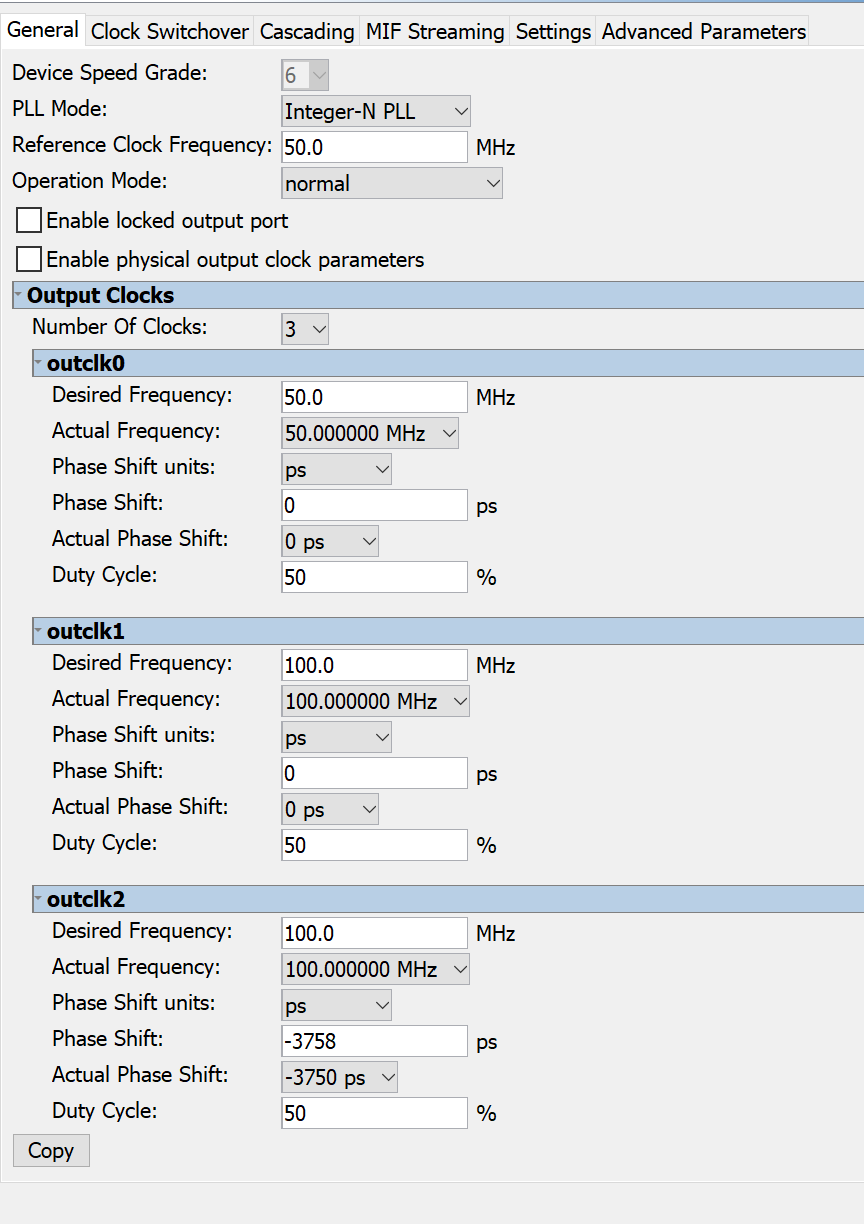 General Clock Switchover Cascading MIF Streaming Settings Advanced Parameters
Device Speed Grade: 6
PLL Mode: Integer-N PLL
Reference Clock Frequency: 50.0 MHz
Operation Mode: normal
Enable locked output port
Enable physical output clock parameters
Output Clocks
Number Of Clocks: 3
outclk0
Desired Frequency: 50.0 MHz
Actual Frequency: 50.000000 MHz
Phase Shift units: ps
Phase Shift: 0 ps
Actual Phase Shift: 0 ps
Duty Cycle: 50 %
outclk1
Desired Frequency: 100.0 MHz
Actual Frequency: 100.000000 MHz
Phase Shift units: ps
Phase Shift: 0 ps
Actual Phase Shift: 0 ps
Duty Cycle: 50 %
outclk2
Desired Frequency: 100.0 MHz
Actual Frequency: 100.000000 MHz
Phase Shift units: ps
Phase Shift: -3758 ps
Actual Phase Shift: -3750 ps
Duty Cycle: 50 %
Copy